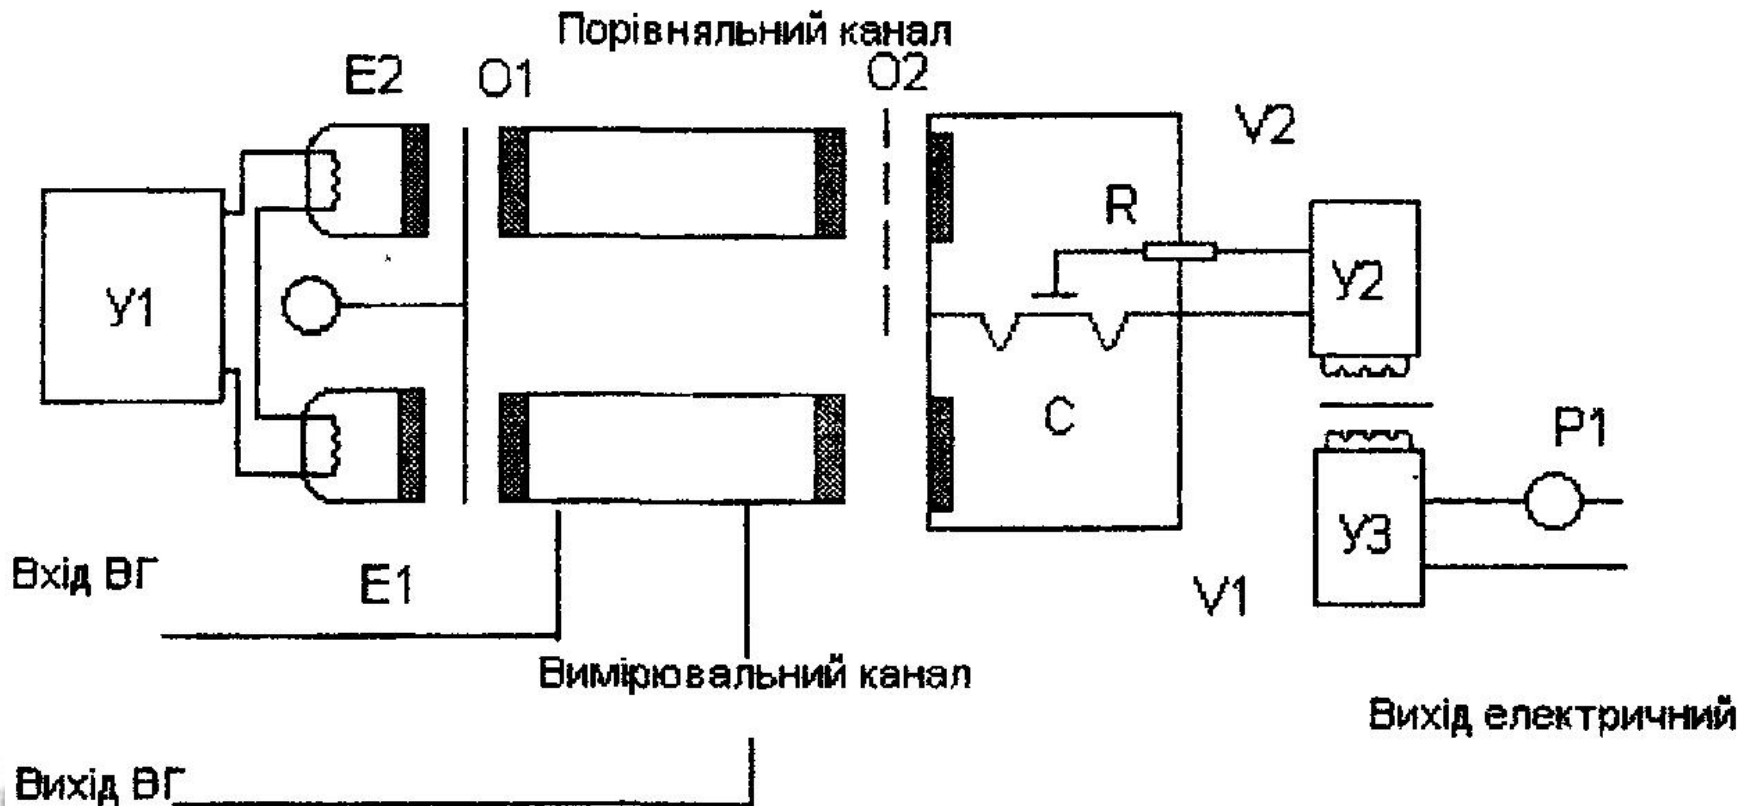 Порівняльний канал
E2
O1
O2
V2
R
У1
У2
C
P1
У3
Вхід ВГ
E1
V1
Вимірювальний канал
Вихід електричний
Вихід ВГ